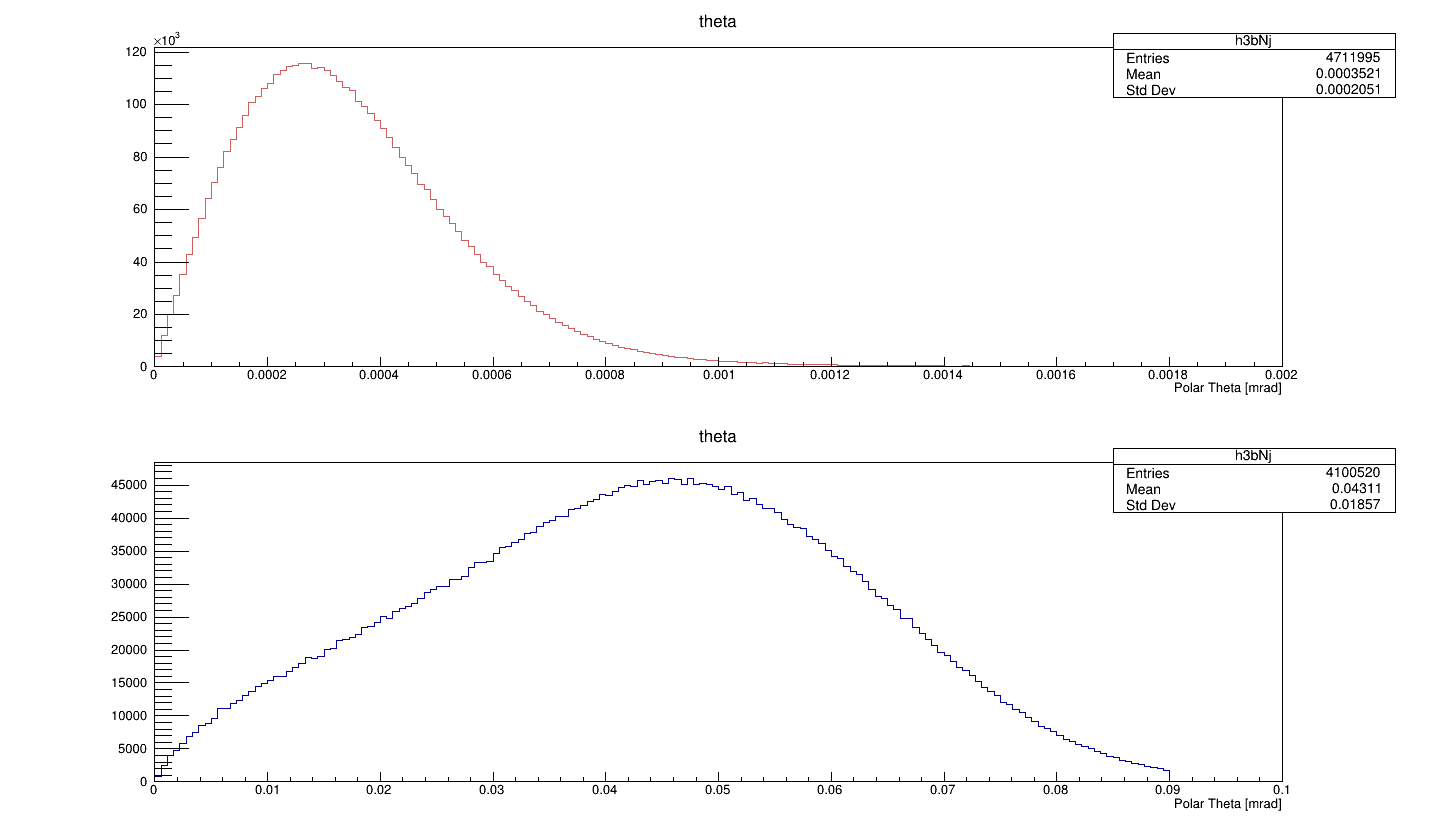 theta
×10³
120
100
80
60
40
20
0
0 0.0002 0.0004 0.0006 0.0008 0.001 0.0012 0.0014 0.0016 0.0018 0.002
Polar Theta [mrad]
h3bNj
Entries 4711995
Mean 0.0003521
Std Dev 0.0002051
theta
45000
40000
35000
30000
25000
20000
15000
10000
5000
0
0 0.01 0.02 0.03 0.04 0.05 0.06 0.07 0.08 0.09 0.1
Polar Theta [mrad]
h3bNj
Entries 4100520
Mean 0.04311
Std Dev 0.01857